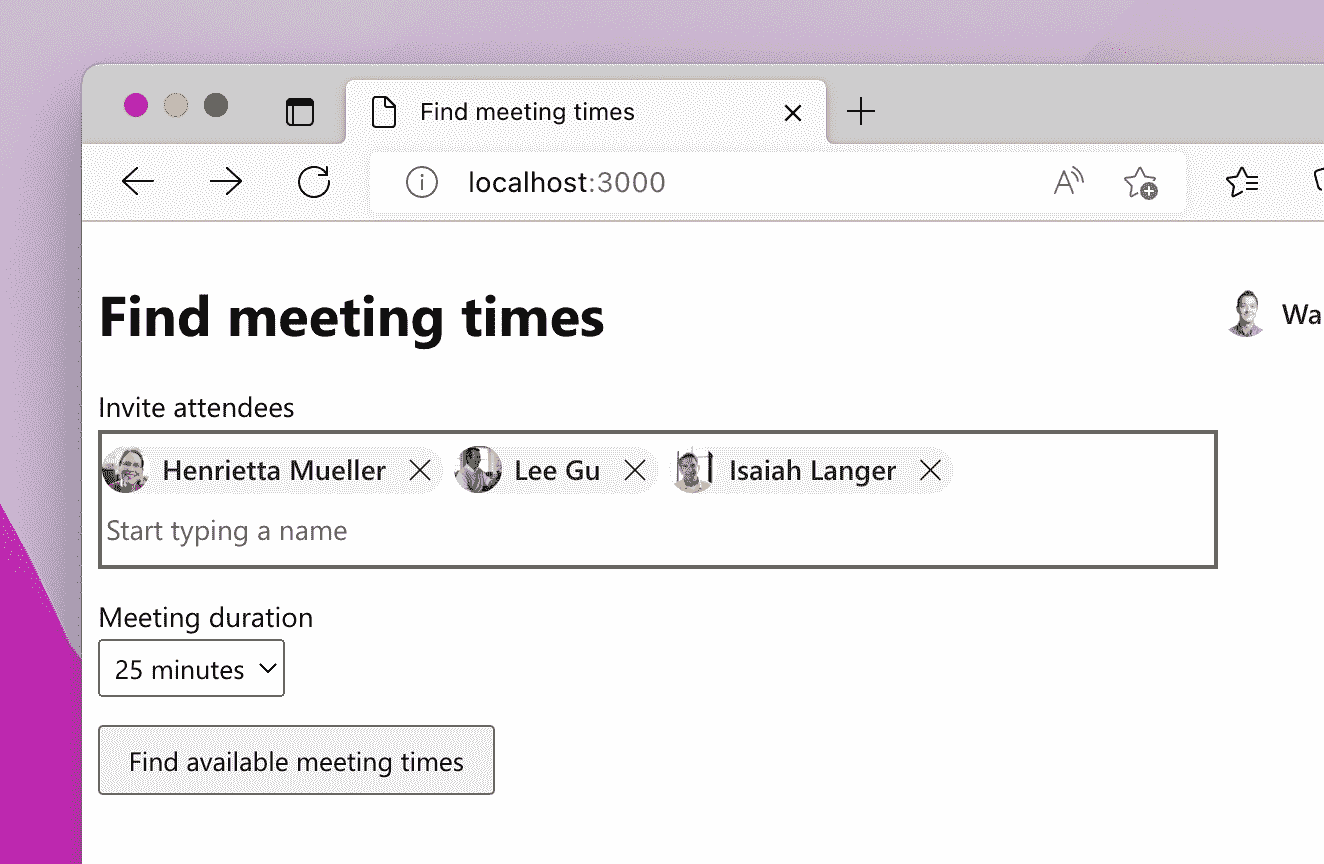 Find meeting times
localhost:3000
Find meeting times
Wa
Invite attendees
Henrietta Mueller Lee Gu Isaiah Langer
Start typing a name
Meeting duration
25 minutes
Find available meeting times